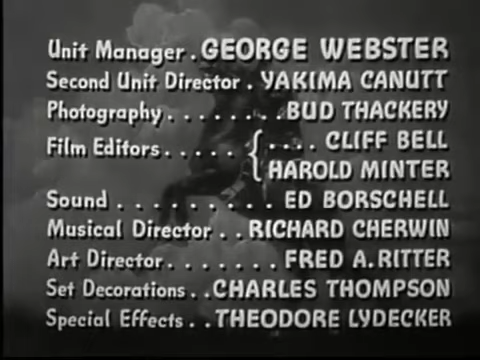 Unit Manager . GEORGE WEBSTER
Second Unit Director . YAKIMA CANUTT
Photography . . . . . . . . BUD THACKERY
Film Editors . . . . . { . . . . CLIFF BELL
HAROLD MINTER
Sound . . . . . . . . . ED BORSCHELL
Musical Director . . RICHARD CHERWIN
Art Director . . . . . . . FRED A. RITTER
Set Decorations . . CHARLES THOMPSON
Special Effects . . THEODORE LYDECKER